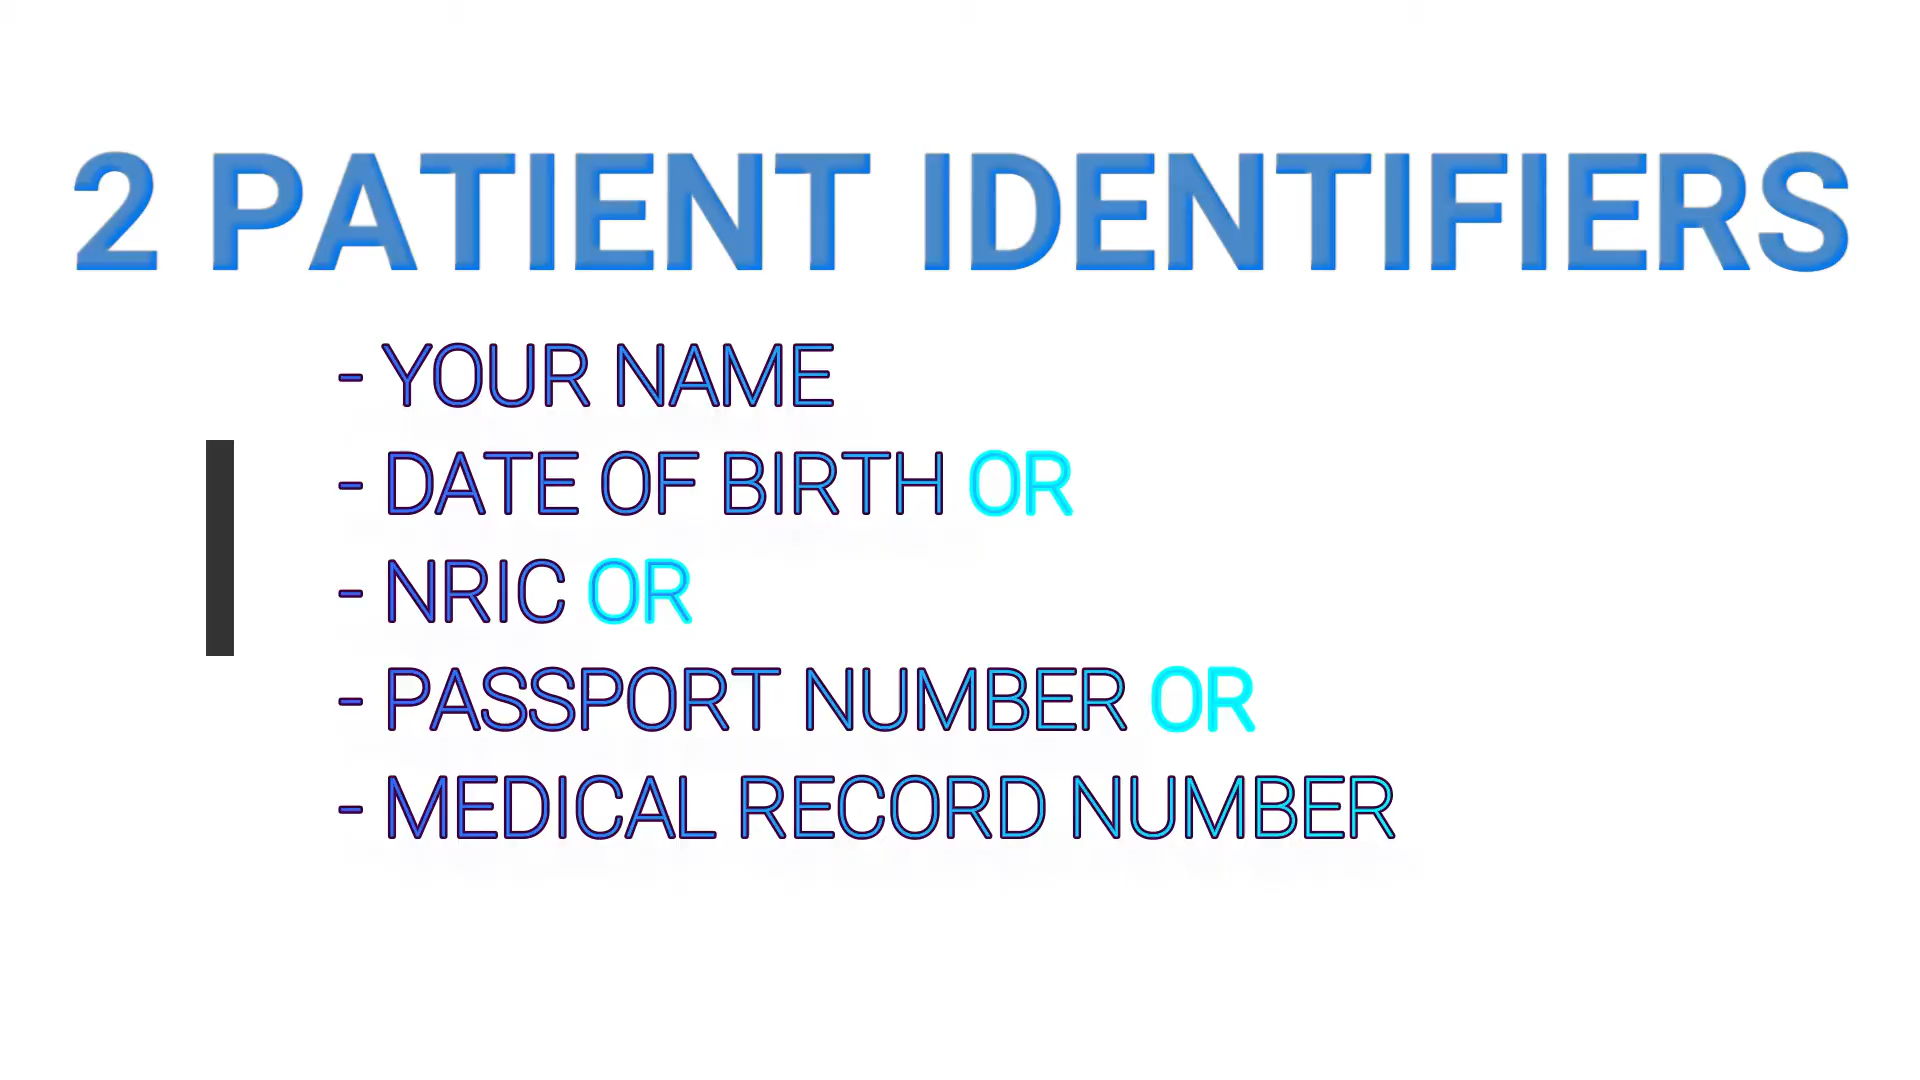 2 PATIENT IDENTIFIERS
- YOUR NAME
- DATE OF BIRTH OR
- NRIC OR
- PASSPORT NUMBER OR
- MEDICAL RECORD NUMBER